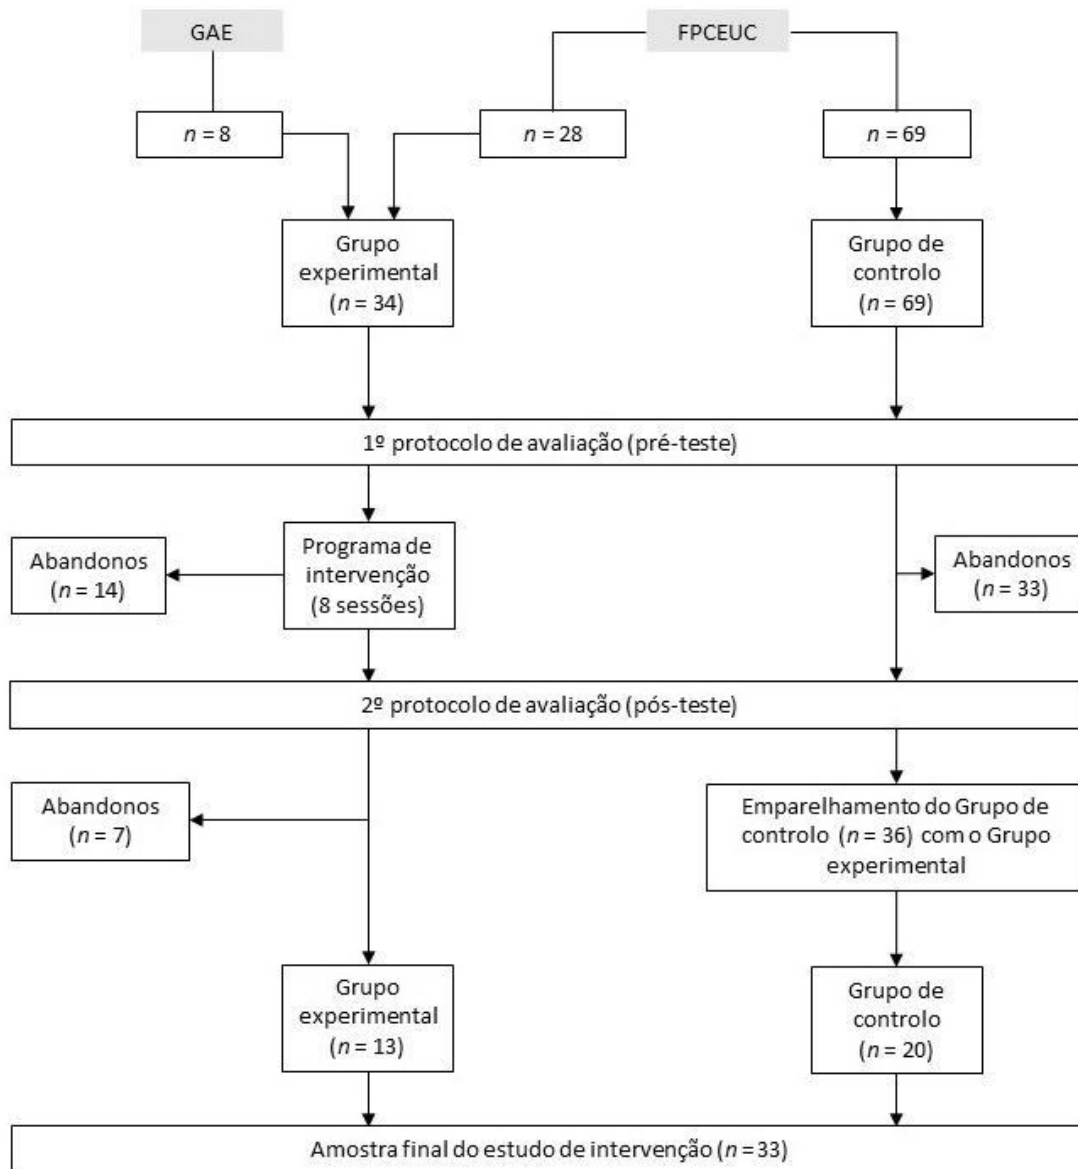 GAE
FPCEUC
n = 8
n = 28
n = 69
Grupo
experimental
(n = 34)
Grupo de
controlo
(n = 69)
1º protocolo de avaliação (pré-teste)
Abandonos
(n = 14)
Programa de
intervenção
(8 sessões)
Abandonos
(n = 33)
2º protocolo de avaliação (pós-teste)
Abandonos
(n = 7)
Emparelhamento do Grupo de
controlo (n = 36) com o Grupo
experimental
Grupo
experimental
(n = 13)
Grupo de
controlo
(n = 20)
Amostra final do estudo de intervenção (n = 33)